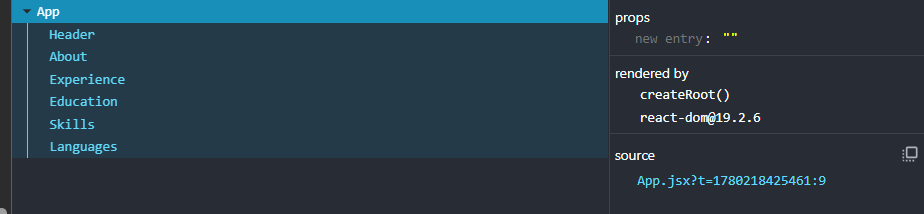 App
Header
About
Experience
Education
Skills
Languages
props
new entry: ""
rendered by
createRoot()
react-dom@19.2.6
source
App.jsx?t=1780218425461:9